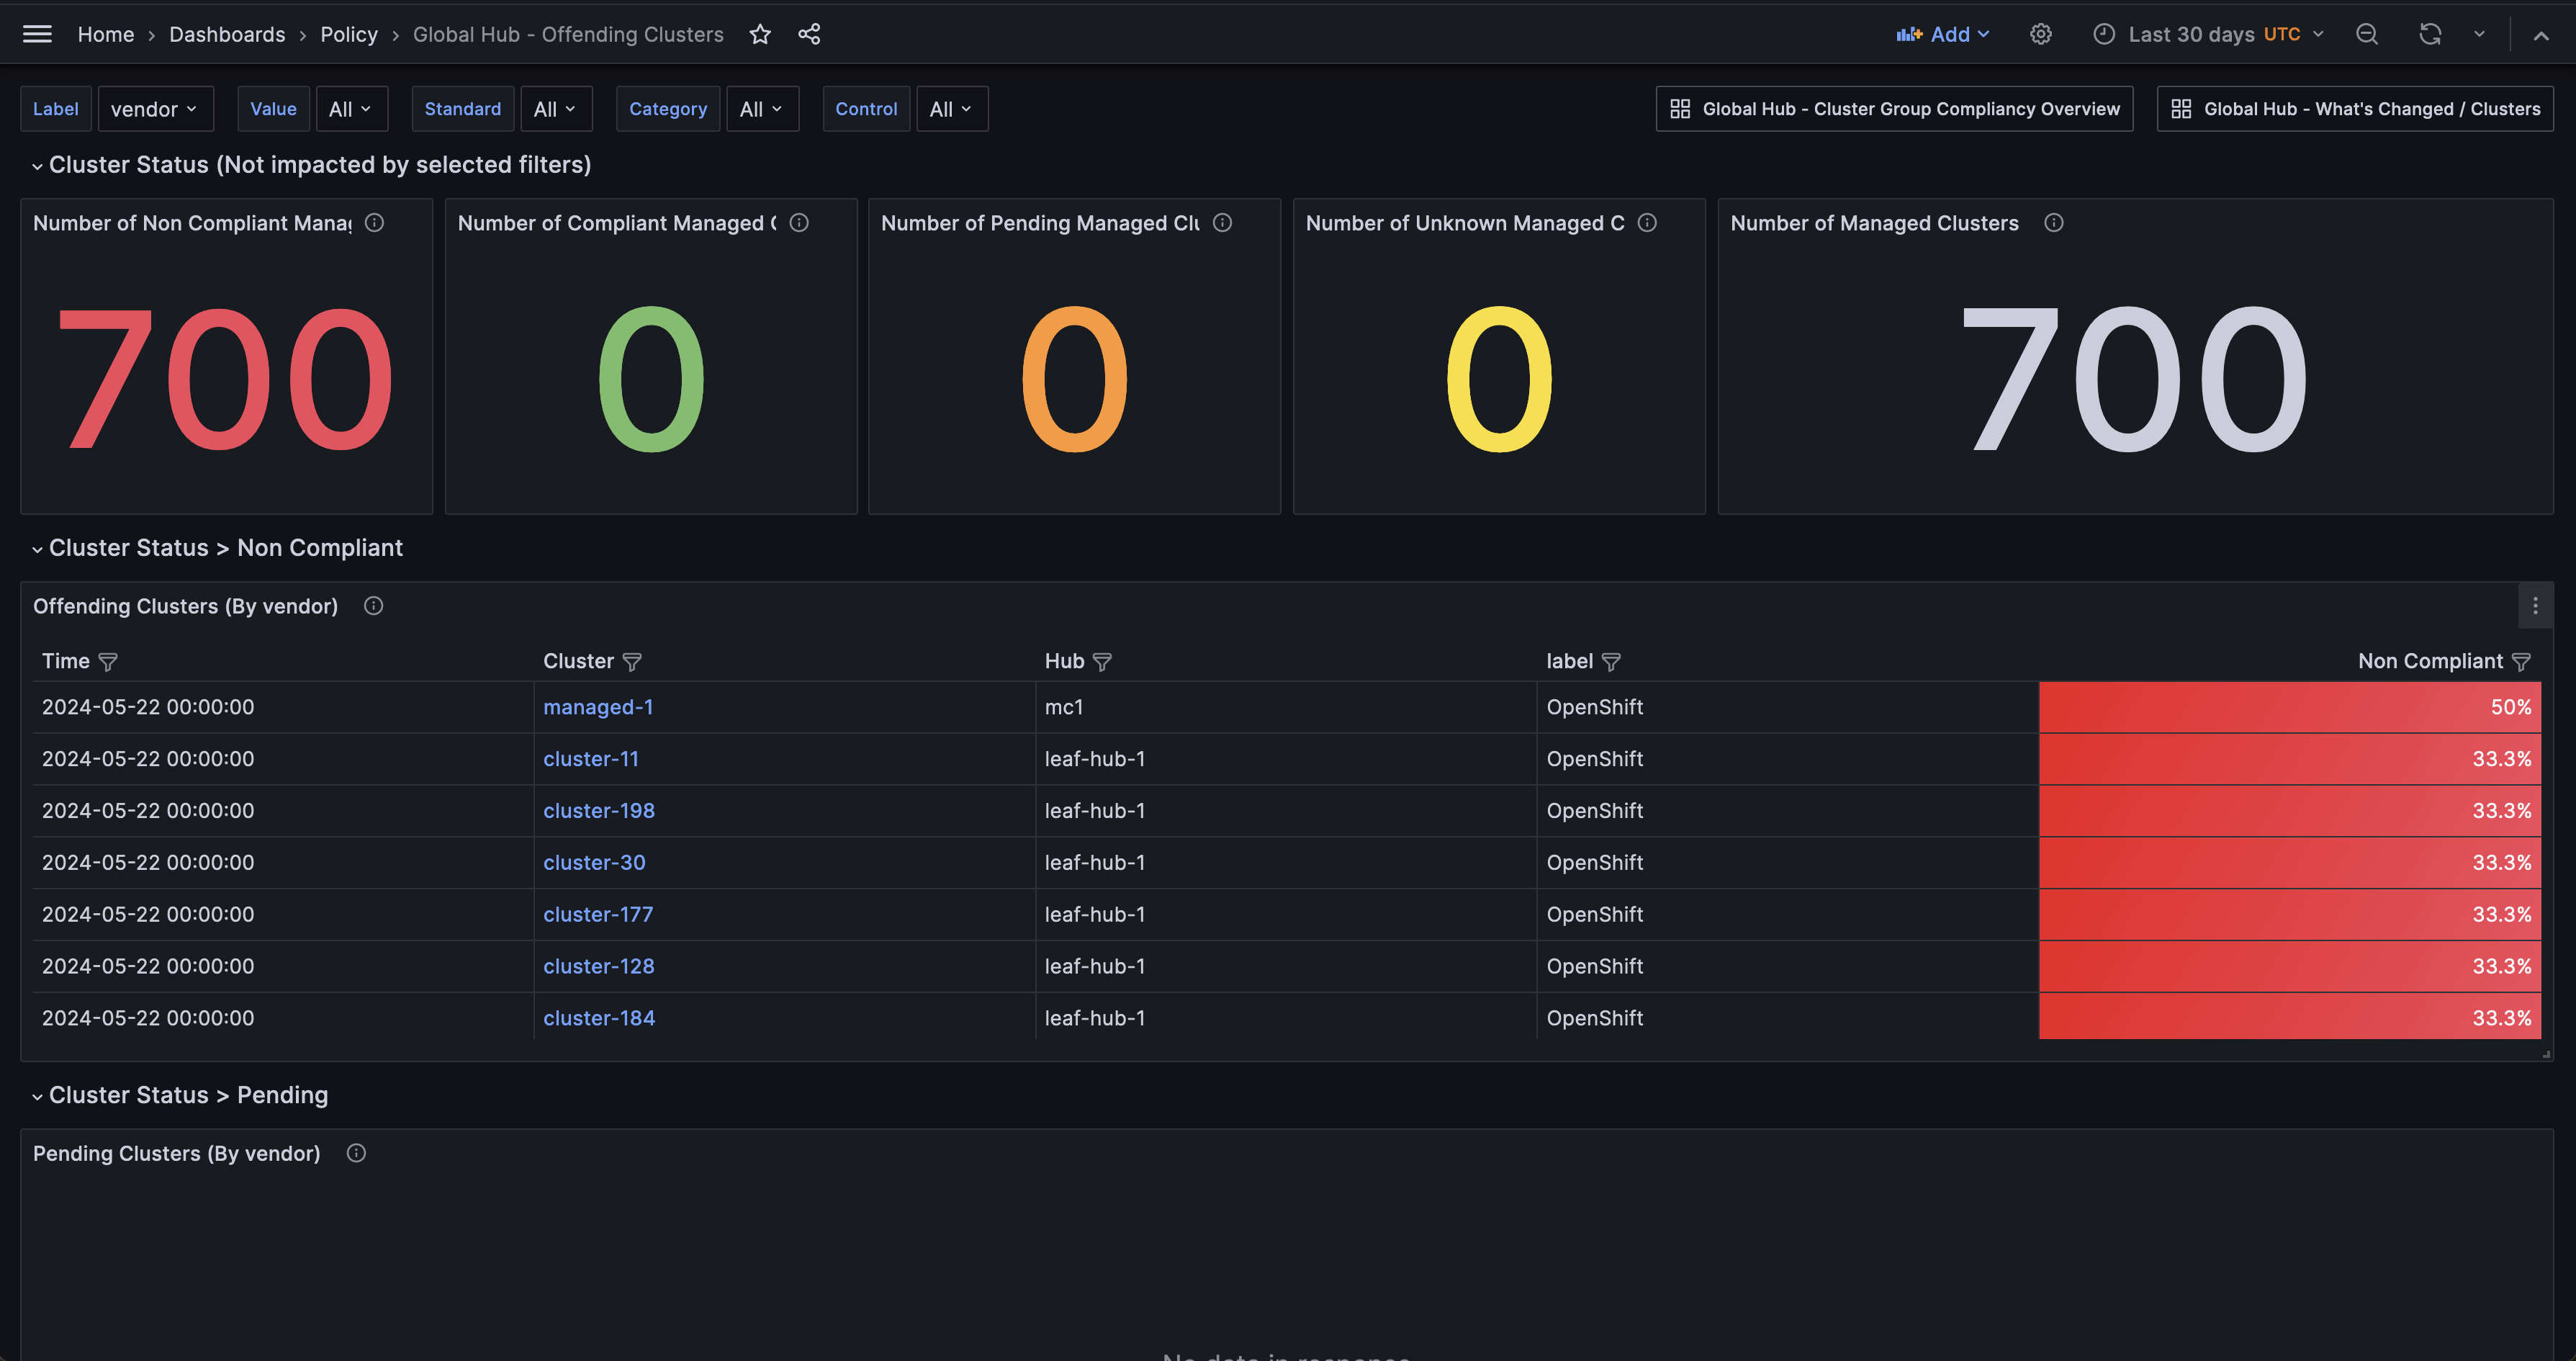 Home › Dashboards › Policy › Global Hub - Offending Clusters Add Last 30 days UTC
Label vendor Value All Standard All Category All Control All Global Hub - Cluster Group Compliancy Overview Global Hub - What's Changed / Clusters
Cluster Status (Not impacted by selected filters)
Number of Non Compliant Manag Number of Compliant Managed C Number of Pending Managed Clu Number of Unknown Managed C Number of Managed Clusters
700 0 0 0 700
Cluster Status > Non Compliant
Offending Clusters (By vendor)
Time Cluster Hub label Non Compliant
2024-05-22 00:00:00 managed-1 mc1 OpenShift 50%
2024-05-22 00:00:00 cluster-11 leaf-hub-1 OpenShift 33.3%
2024-05-22 00:00:00 cluster-198 leaf-hub-1 OpenShift 33.3%
2024-05-22 00:00:00 cluster-30 leaf-hub-1 OpenShift 33.3%
2024-05-22 00:00:00 cluster-177 leaf-hub-1 OpenShift 33.3%
2024-05-22 00:00:00 cluster-128 leaf-hub-1 OpenShift 33.3%
2024-05-22 00:00:00 cluster-184 leaf-hub-1 OpenShift 33.3%
Cluster Status > Pending
Pending Clusters (By vendor)
No data in response